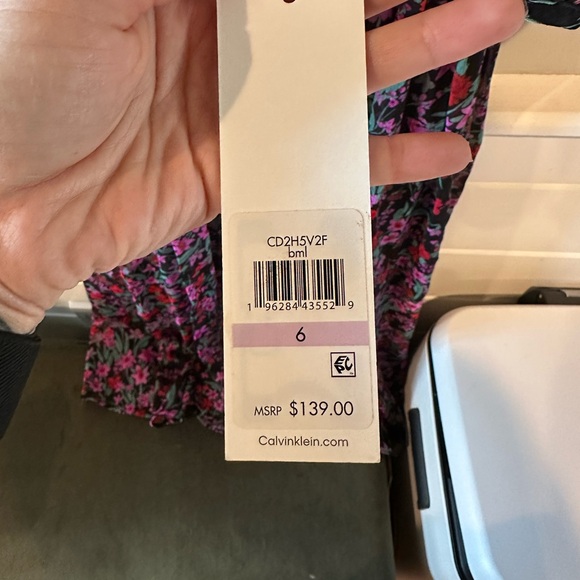 CD2H5V2F
bml
1 96284 43552 9
6
MSRP $139.00
Calvinklein.com